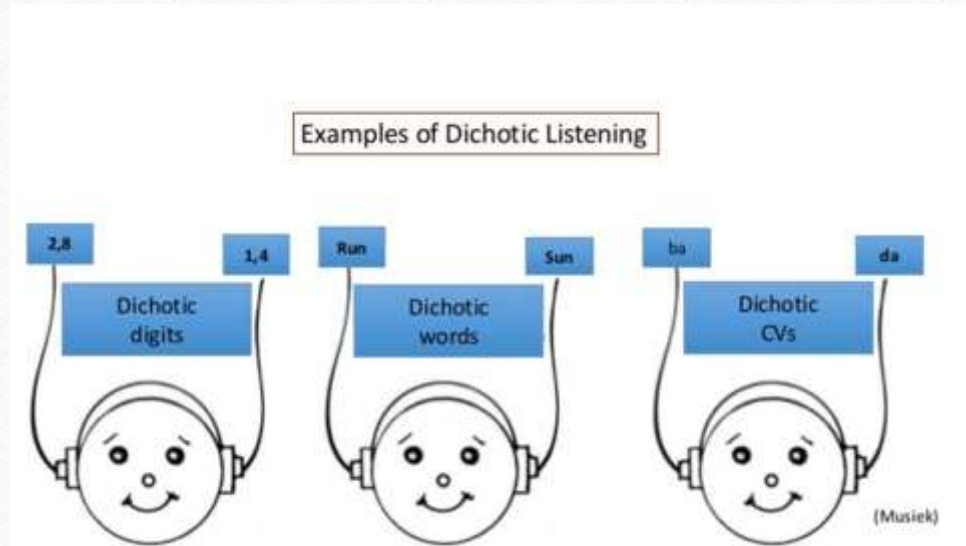 Examples of Dichotic Listening
2,8
1,4
Dichotic
digits
Run
Sun
Dichotic
words
ba
da
Dichotic
CVs
(Musiek)